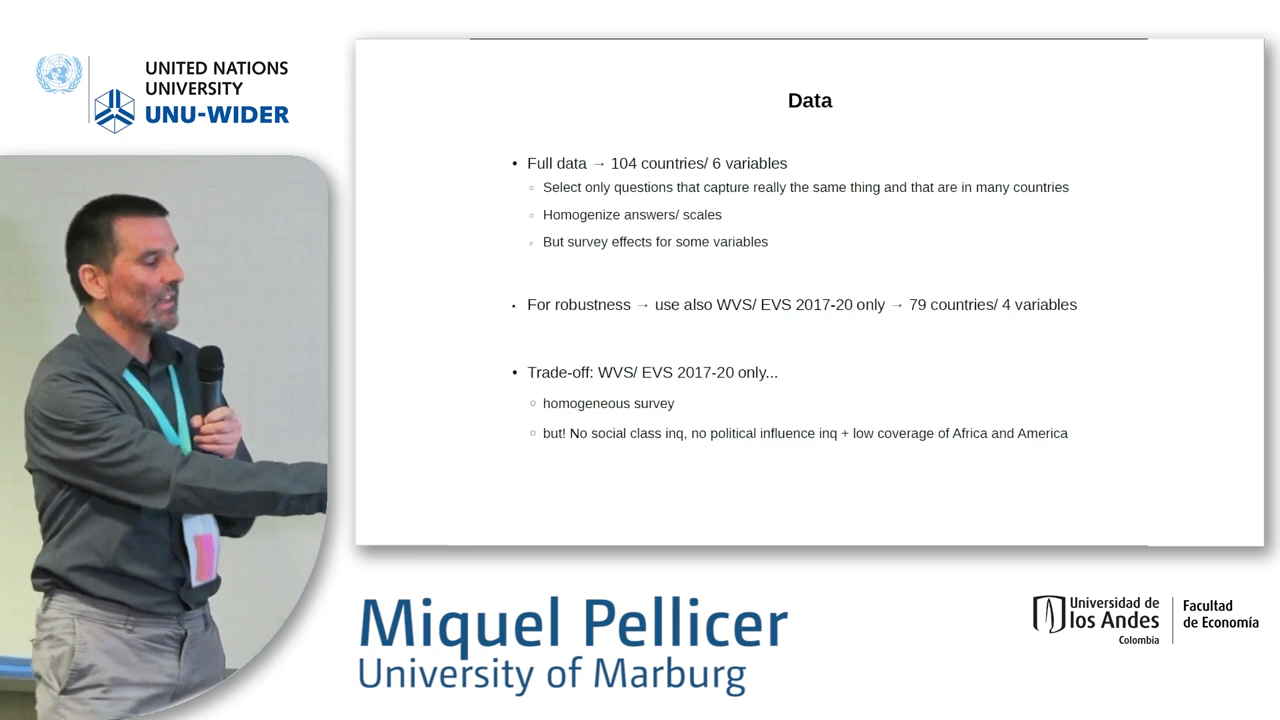 UNITED NATIONS
UNIVERSITY
UNU-WIDER
Data
• Full data → 104 countries/ 6 variables
○ Select only questions that capture really the same thing and that are in many countries
○ Homogenize answers/ scales
○ But survey effects for some variables
• For robustness → use also WVS/ EVS 2017-20 only → 79 countries/ 4 variables
• Trade-off: WVS/ EVS 2017-20 only...
○ homogeneous survey
○ but! No social class inq, no political influence inq + low coverage of Africa and America
Miquel Pellicer
University of Marburg
Universidad de
los Andes
Colombia
Facultad
de Economía